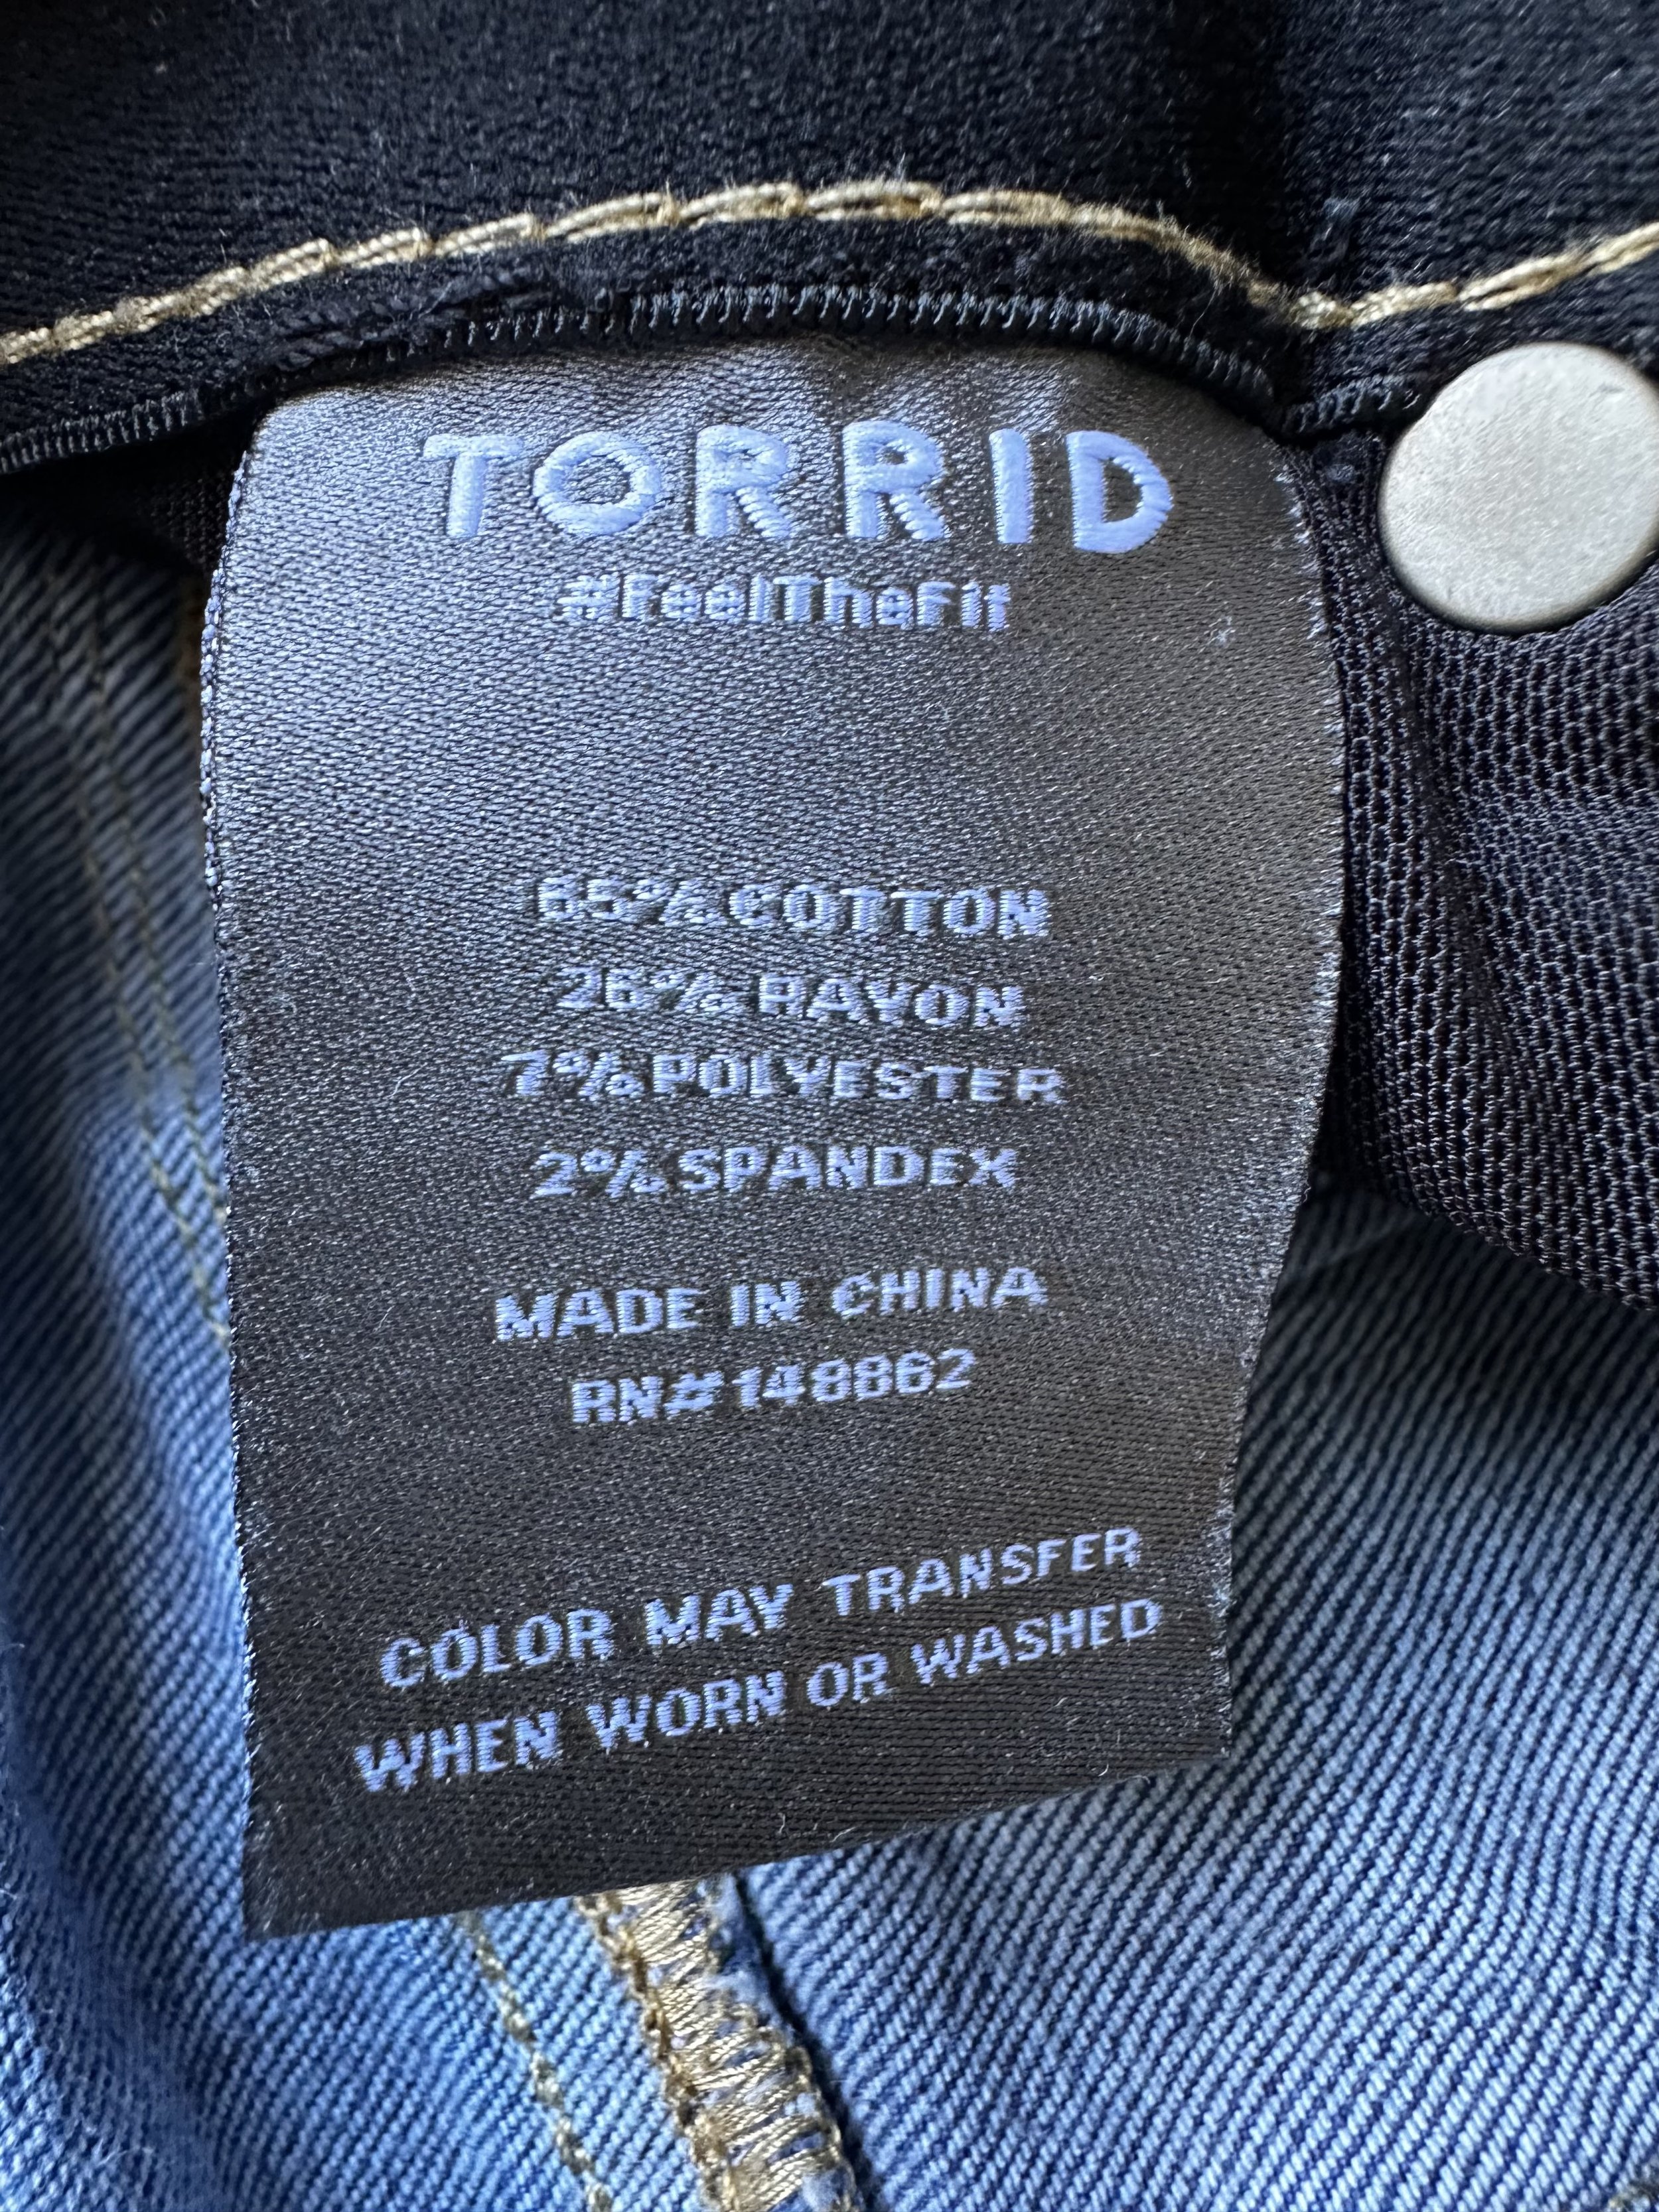 TORRID
#FeelTheFit
65% COTTON
26% RAYON
7% POLYESTER
2% SPANDEX
MADE IN CHINA
RN#148862
COLOR MAY TRANSFER
WHEN WORN OR WASHED